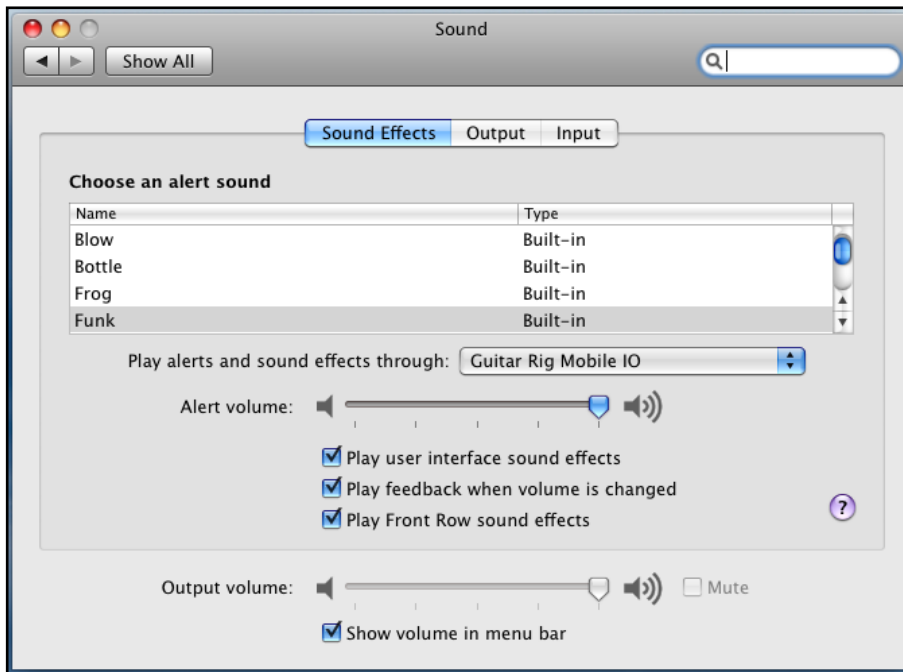 Sound
Show All
Sound Effects Output Input
Choose an alert sound
Name Type
Blow Built-in
Bottle Built-in
Frog Built-in
Funk Built-in
Play alerts and sound effects through: Guitar Rig Mobile IO
Alert volume:
Play user interface sound effects
Play feedback when volume is changed
Play Front Row sound effects
?
Output volume: Mute
Show volume in menu bar